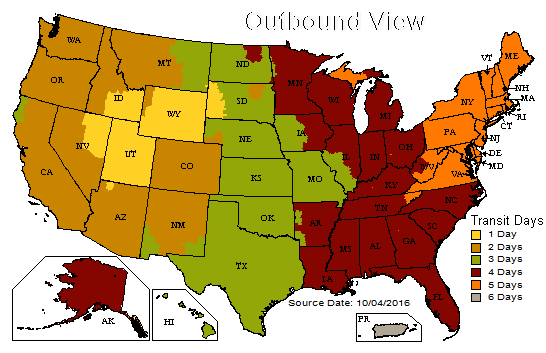 Outbound View
WA
MT
ND
MN
VT
ME
OR
ID
WY
SD
WI
MI
NY
NH
MA
RI
CT
NV
UT
CO
NE
IA
IL
IN
OH
PA
NJ
DE
MD
CA
KS
MO
KY
WV
VA
AZ
NM
OK
AR
TN
NC
SC
TX
LA
MS
AL
GA
FL
AK
HI
PR
Transit Days
1 Day
2 Days
3 Days
4 Days
5 Days
6 Days
Source Date: 10/04/2016